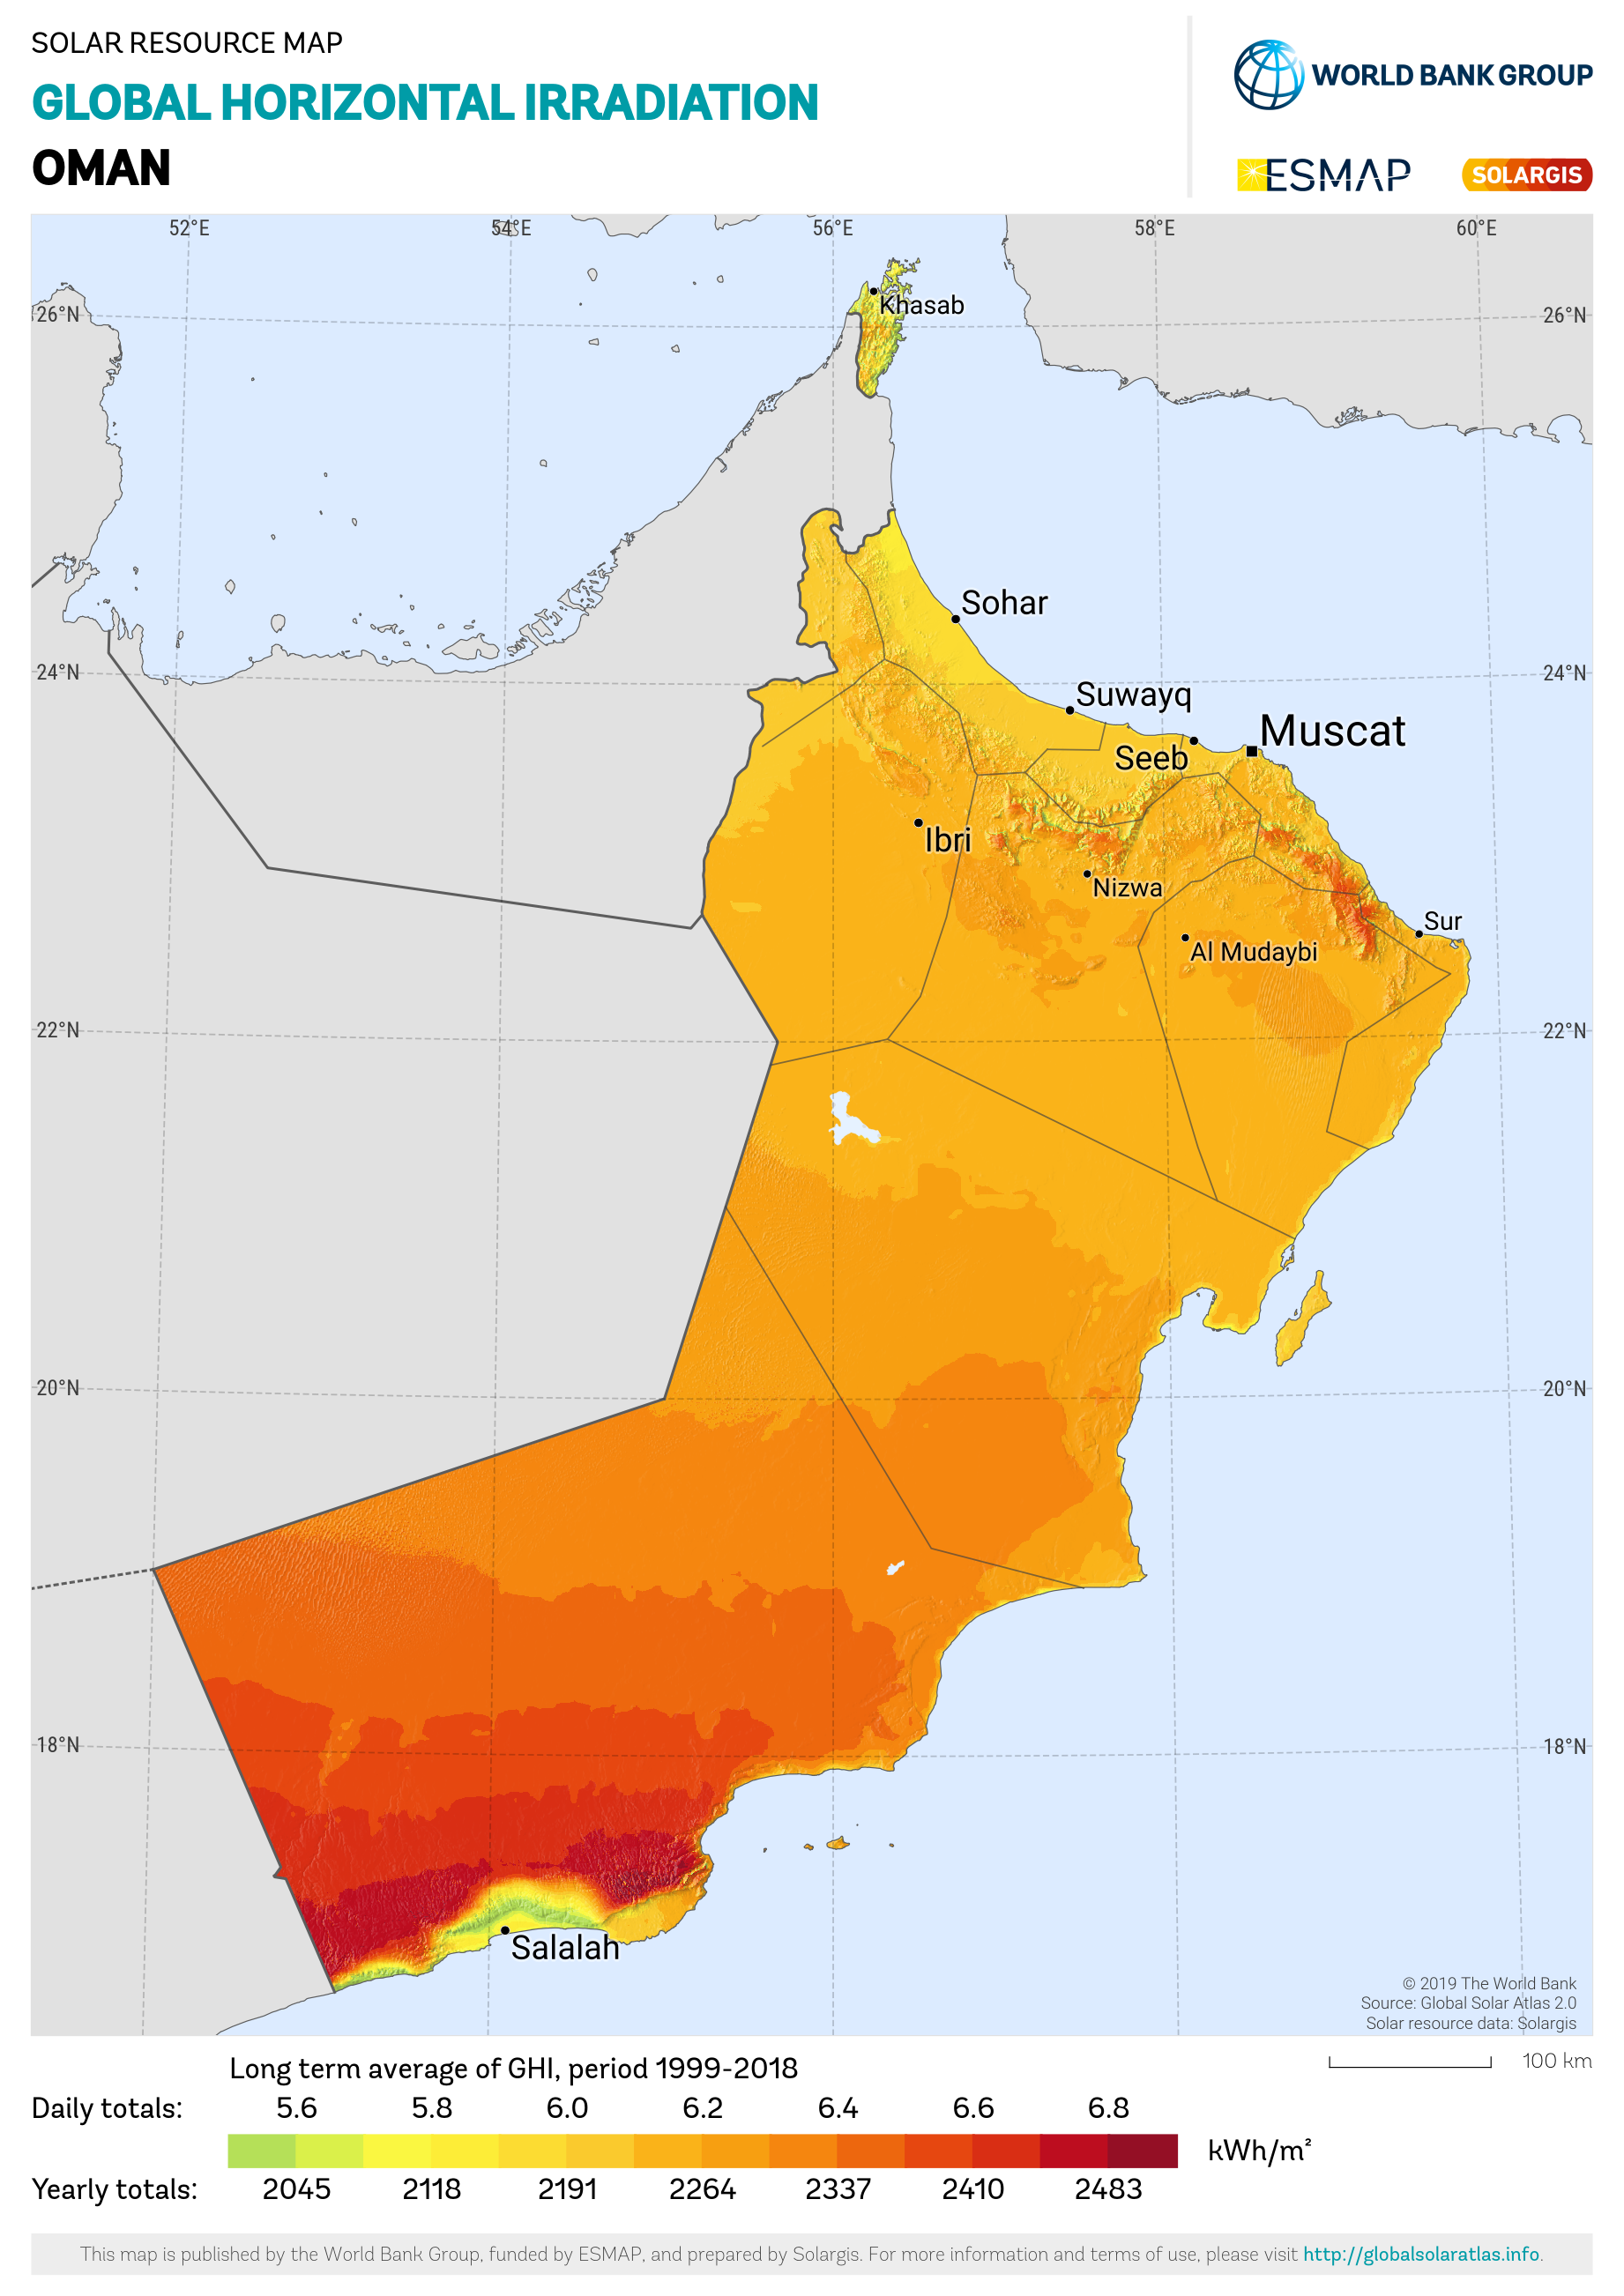 SOLAR RESOURCE MAP
GLOBAL HORIZONTAL IRRADIATION
OMAN
WORLD BANK GROUP
ESMAP
SOLARGIS
52°E 54°E 56°E 58°E 60°E
26°N 26°N
Khasab
Sohar
24°N 24°N
Suwayq
Muscat
Seeb
Ibri
Nizwa
Sur
Al Mudaybi
22°N 22°N
20°N 20°N
18°N 18°N
Salalah
© 2019 The World Bank
Source: Global Solar Atlas 2.0
Solar resource data: Solargis
Long term average of GHI, period 1999-2018
100 km
Daily totals: 5.6 5.8 6.0 6.2 6.4 6.6 6.8
kWh/m²
Yearly totals: 2045 2118 2191 2264 2337 2410 2483
This map is published by the World Bank Group, funded by ESMAP, and prepared by Solargis. For more information and terms of use, please visit http://globalsolaratlas.info.